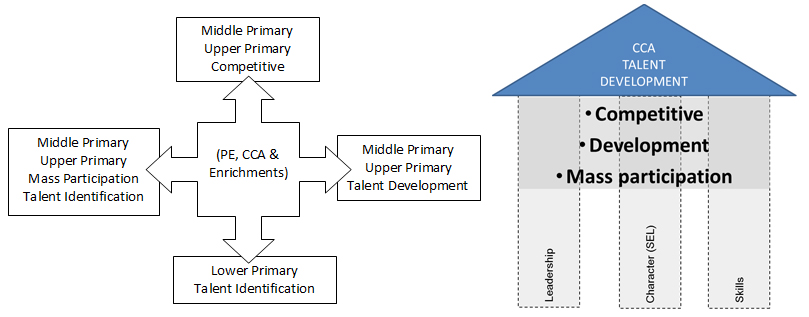 Middle Primary
Upper Primary
Competitive
Middle Primary
Upper Primary
Mass Participation
Talent Identification
(PE, CCA &
Enrichments)
Middle Primary
Upper Primary
Talent Development
Lower Primary
Talent Identification
CCA
TALENT
DEVELOPMENT
• Competitive
• Development
• Mass participation
Leadership
Character (SEL)
Skills